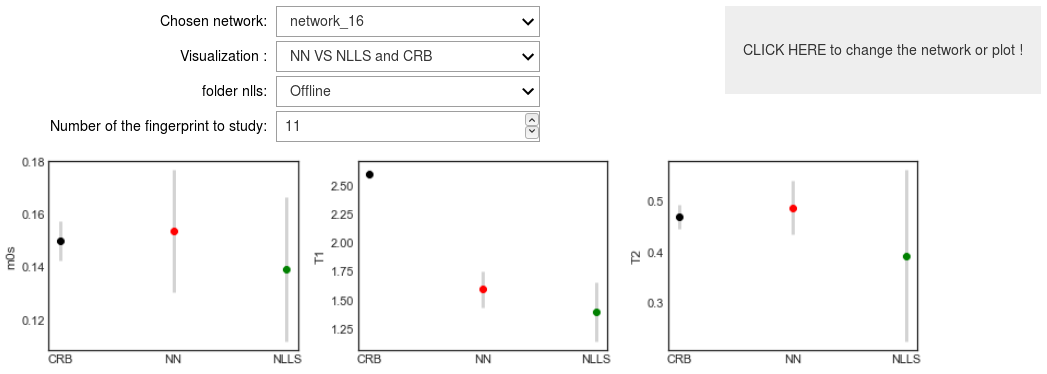 Chosen network: network_16
Visualization : NN VS NLLS and CRB
folder nlls: Offline
Number of the fingerprint to study: 11
CLICK HERE to change the network or plot !
0.18
0.16
0.14
0.12
m0s
CRB NN NLLS
2.50
2.25
2.00
1.75
1.50
1.25
T1
CRB NN NLLS
0.5
0.4
0.3
T2
CRB NN NLLS